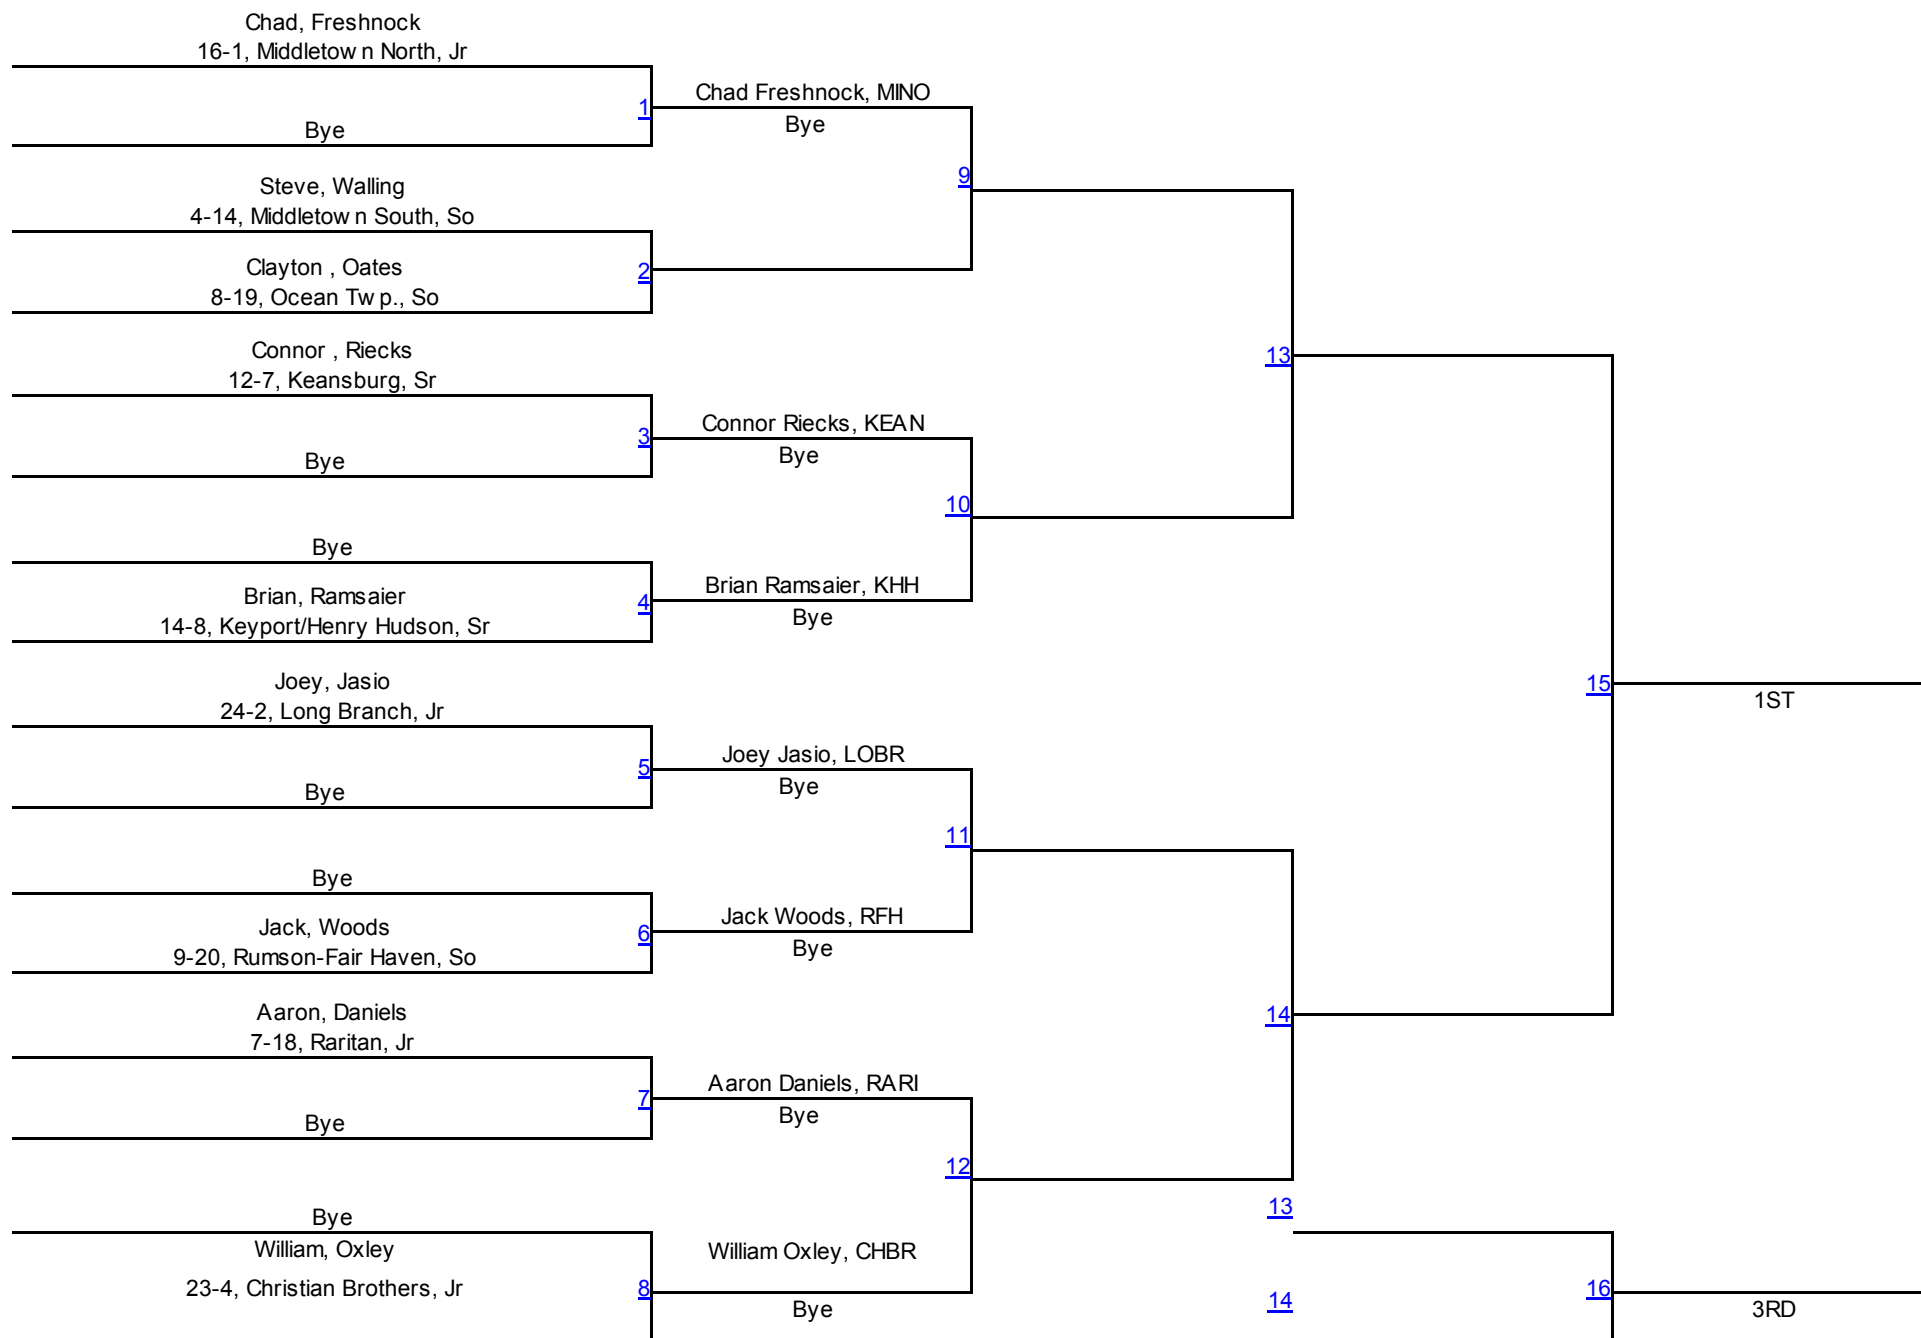 Chad, Freshnock
16-1, Middletown North, Jr
1
Bye
Chad Freshnock, MINO
Bye
Steve, Walling
4-14, Middletown South, So
2
Clayton , Oates
8-19, Ocean Twp., So
9
Connor , Riecks
12-7, Keansburg, Sr
3
Bye
Connor Riecks, KEAN
Bye
13
10
Bye
Brian, Ramsaier
14-8, Keyport/Henry Hudson, Sr
4
Brian Ramsaier, KHH
Bye
Joey, Jasio
24-2, Long Branch, Jr
5
Bye
Joey Jasio, LOBR
Bye
15
1ST
11
Bye
Jack, Woods
9-20, Rumson-Fair Haven, So
6
Jack Woods, RFH
Bye
Aaron, Daniels
7-18, Raritan, Jr
7
Bye
Aaron Daniels, RARI
Bye
14
12
Bye
William, Oxley
23-4, Christian Brothers, Jr
8
William Oxley, CHBR
Bye
13
14
16
3RD